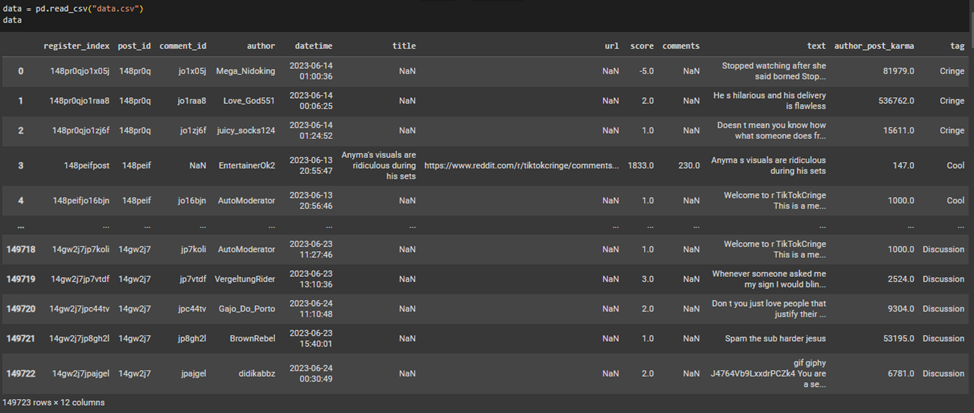 data = pd.read_csv("data.csv")
data
register_index post_id comment_id author datetime title url score comments text author_post_karma tag
0 148pr0qjo1x05j 148pr0q jo1x05j Mega_Nidoking 2023-06-14 01:00:36 NaN NaN -5.0 NaN Stopped watching after she said borned Stop... 81979.0 Cringe
1 148pr0qjo1raa8 148pr0q jo1raa8 Love_God551 2023-06-14 00:06:25 NaN NaN 2.0 NaN He s hilarious and his delivery is flawless 536762.0 Cringe
2 148pr0qjo1zj6f 148pr0q jo1zj6f juicy_socks124 2023-06-14 01:24:52 NaN NaN 1.0 NaN Doesn t mean you know how what someone does fr... 15611.0 Cringe
3 148peifpost 148peif NaN EntertainerOk2 2023-06-13 20:55:47 Anyma's visuals are ridiculous during his sets https://www.reddit.com/r/tiktokcringe/comments... 1833.0 230.0 Anyma s visuals are ridiculous during his sets 147.0 Cool
4 148peifjo16bjn 148peif jo16bjn AutoModerator 2023-06-13 20:56:46 NaN NaN 1.0 NaN Welcome to r TikTokCringe This is a me... 1000.0 Cool
... ... ... ... ... ... ... ... ... ... ... ... ...
149718 14gw2j7jp7koli 14gw2j7 jp7koli AutoModerator 2023-06-23 11:27:46 NaN NaN 1.0 NaN Welcome to r TikTokCringe This is a me... 1000.0 Discussion
149719 14gw2j7jp7vtdf 14gw2j7 jp7vtdf VergeltungRider 2023-06-23 13:10:36 NaN NaN 3.0 NaN Whenever someone asked me my sign I would blin... 2524.0 Discussion
149720 14gw2j7jpc44tv 14gw2j7 jpc44tv Gajo_Do_Porto 2023-06-24 11:10:48 NaN NaN 2.0 NaN Don t you just love people that justify their ... 9304.0 Discussion
149721 14gw2j7jp8gh2l 14gw2j7 jp8gh2l BrownRebel 2023-06-23 15:40:01 NaN NaN 1.0 NaN Spam the sub harder jesus 53195.0 Discussion
149722 14gw2j7jpajgel 14gw2j7 jpajgel didikabbz 2023-06-24 00:30:49 NaN NaN 2.0 NaN gif giphy J4764Vb9LxxdrPCZk4 You are a se... 6781.0 Discussion
149723 rows × 12 columns